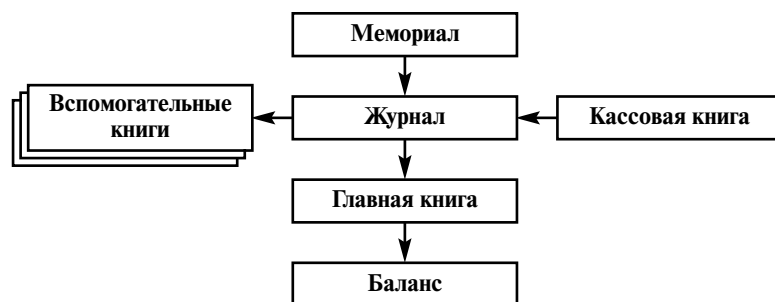 Мемориал
Вспомогательные
книги
Журнал
Кассовая книга
Главная книга
Баланс